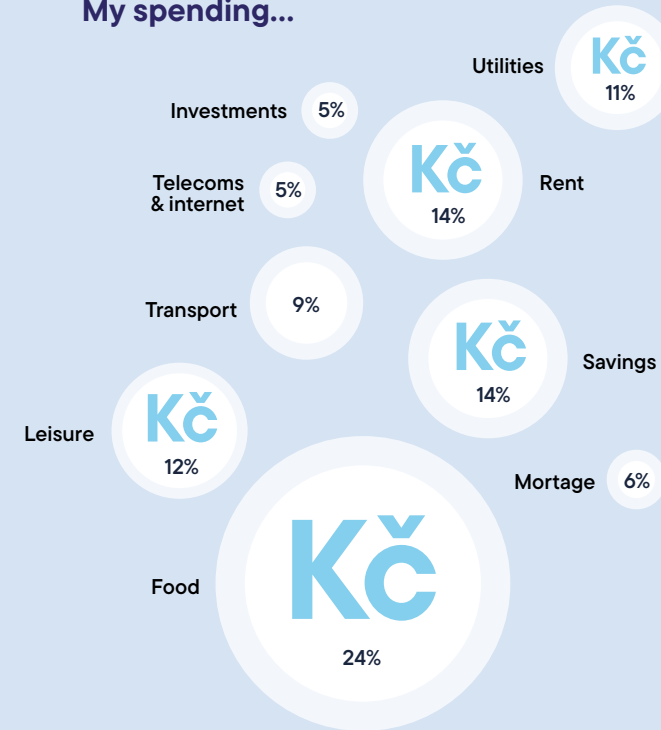 My spending...
Utilities
Kč
11%
Investments
5%
Telecoms
& internet
5%
Kč
14%
Rent
Transport
9%
Kč
14%
Savings
Leisure
Kč
12%
Mortage
6%
Food
Kč
24%